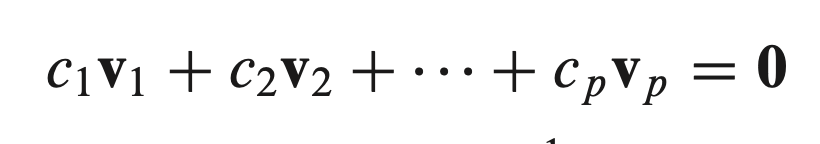 c₁v₁ + c₂v₂ + ⋯ + cₚvₚ = 0